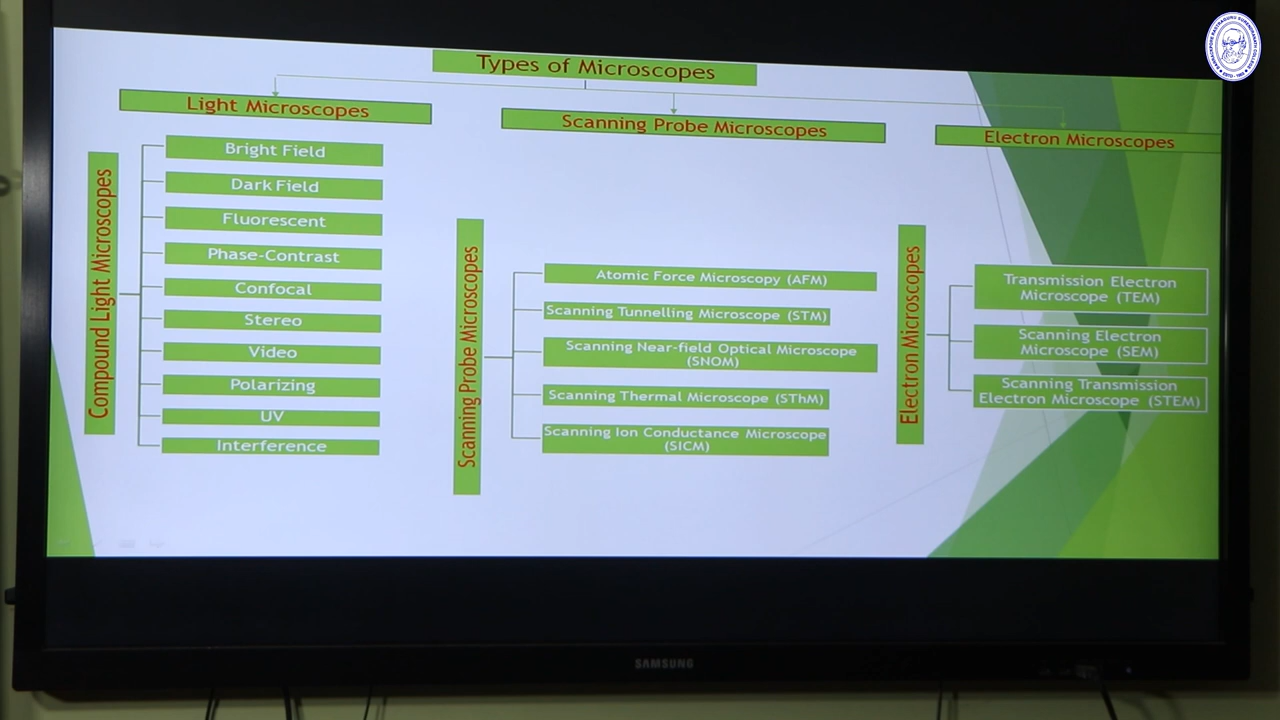 Types of Microscopes
Light Microscopes
Scanning Probe Microscopes
Electron Microscopes
Compound Light Microscopes
Bright Field
Dark Field
Fluorescent
Phase-Contrast
Confocal
Stereo
Video
Polarizing
UV
Interference
Scanning Probe Microscopes
Atomic Force Microscopy (AFM)
Scanning Tunnelling Microscope (STM)
Scanning Near-field Optical Microscope
(SNOM)
Scanning Thermal Microscope (SThM)
Scanning Ion Conductance Microscope
(SICM)
Electron Microscopes
Transmission Electron
Microscope (TEM)
Scanning Electron
Microscope (SEM)
Scanning Transmission
Electron Microscope (STEM)
SAMSUNG